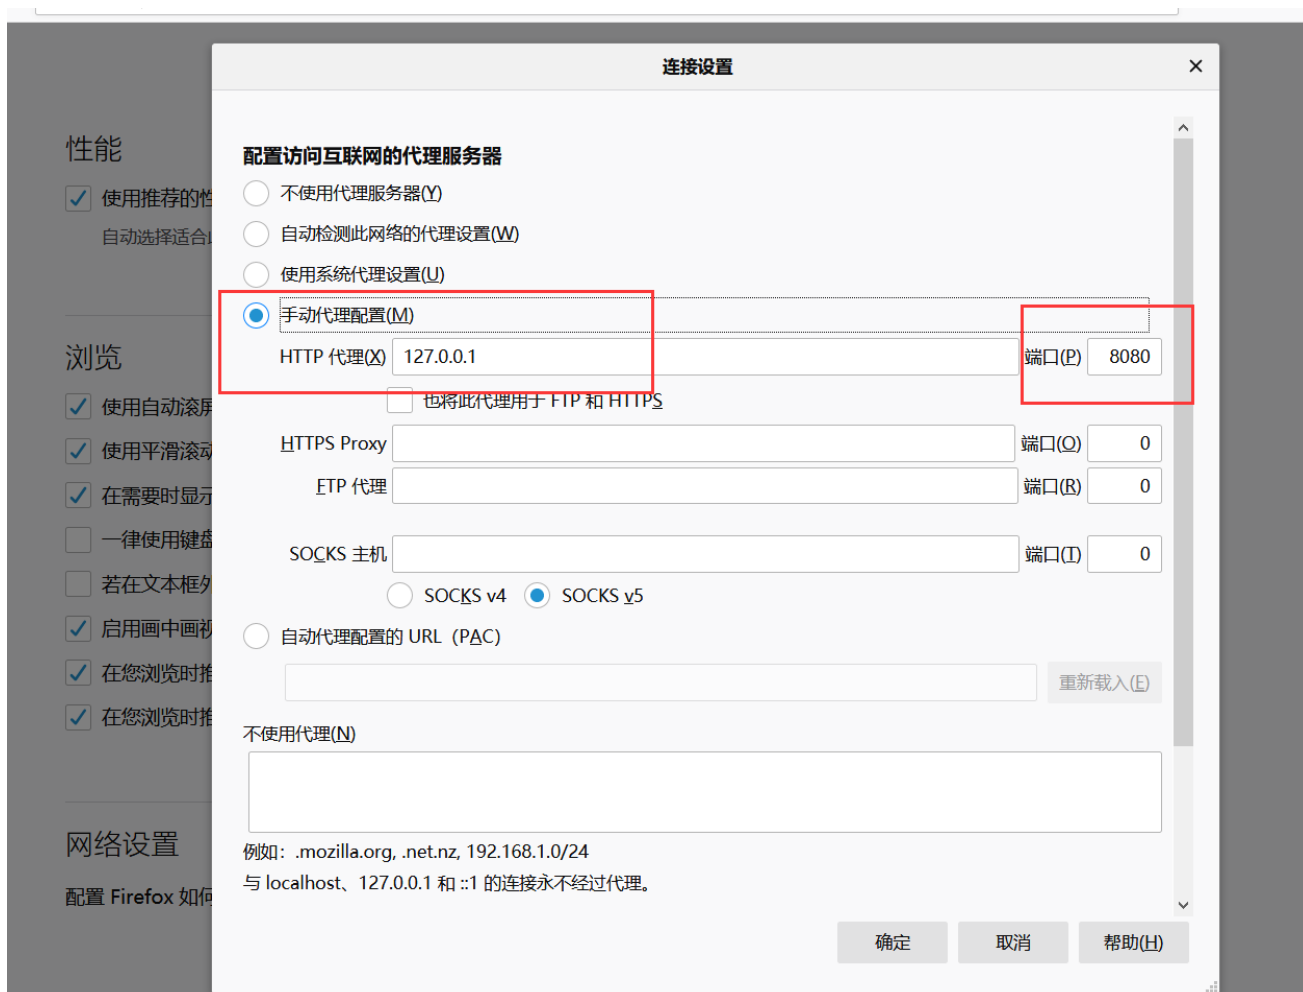 连接设置
性能
使用推荐的性
自动选择适合
配置访问互联网的代理服务器
不使用代理服务器(Y)
自动检测此网络的代理设置(W)
使用系统代理设置(U)
手动代理配置(M)
HTTP 代理(X) 127.0.0.1 端口(P) 8080
也将此代理用于 FTP 和 HTTPS
HTTPS Proxy 端口(O) 0
FTP 代理 端口(R) 0
SOCKS 主机 端口(T) 0
SOCKS v4 SOCKS v5
自动代理配置的 URL（PAC）
重新载入(E)
不使用代理(N)
例如：.mozilla.org, .net.nz, 192.168.1.0/24
与 localhost、127.0.0.1 和 ::1 的连接永不经过代理。
确定 取消 帮助(H)
浏览
使用自动滚屏
使用平滑滚动
在需要时显示
一律使用键盘
若在文本框外
启用画中画视
在您浏览时推
在您浏览时推
网络设置
配置 Firefox 如何